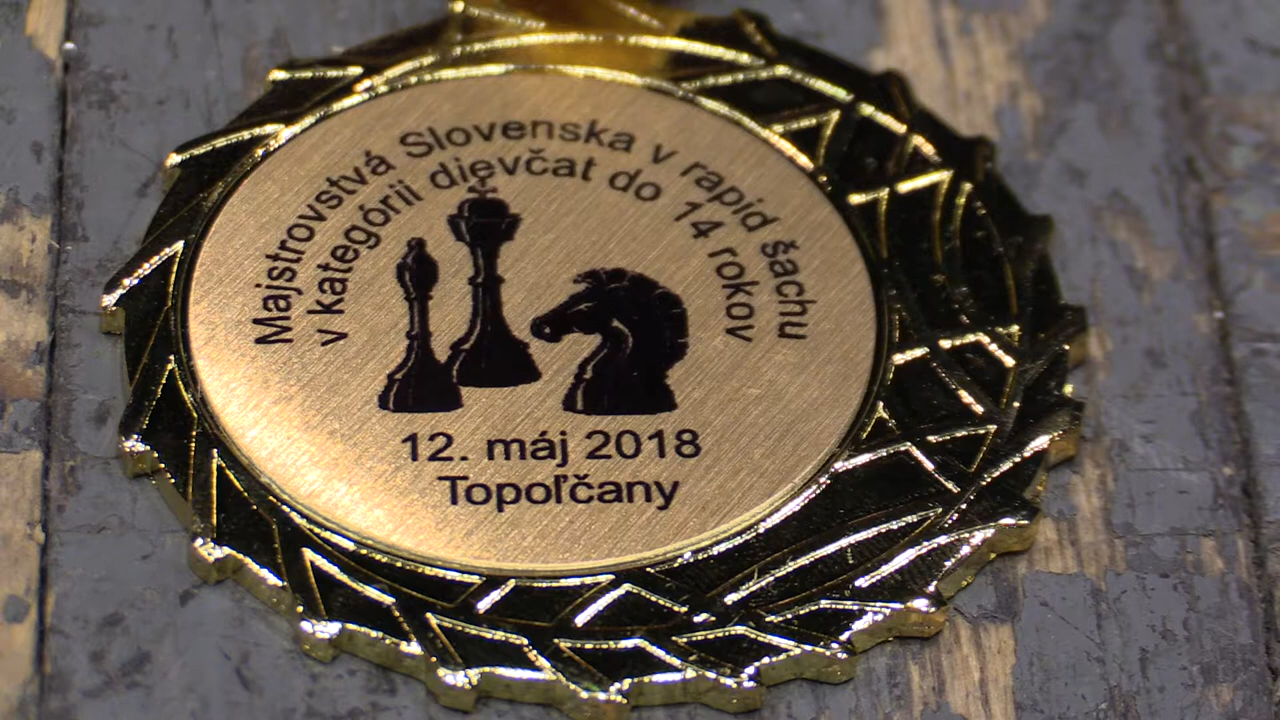 Majstrovstvá Slovenska v rapid šachu
v kategórii dievčat do 14 rokov
12. máj 2018
Topoľčany